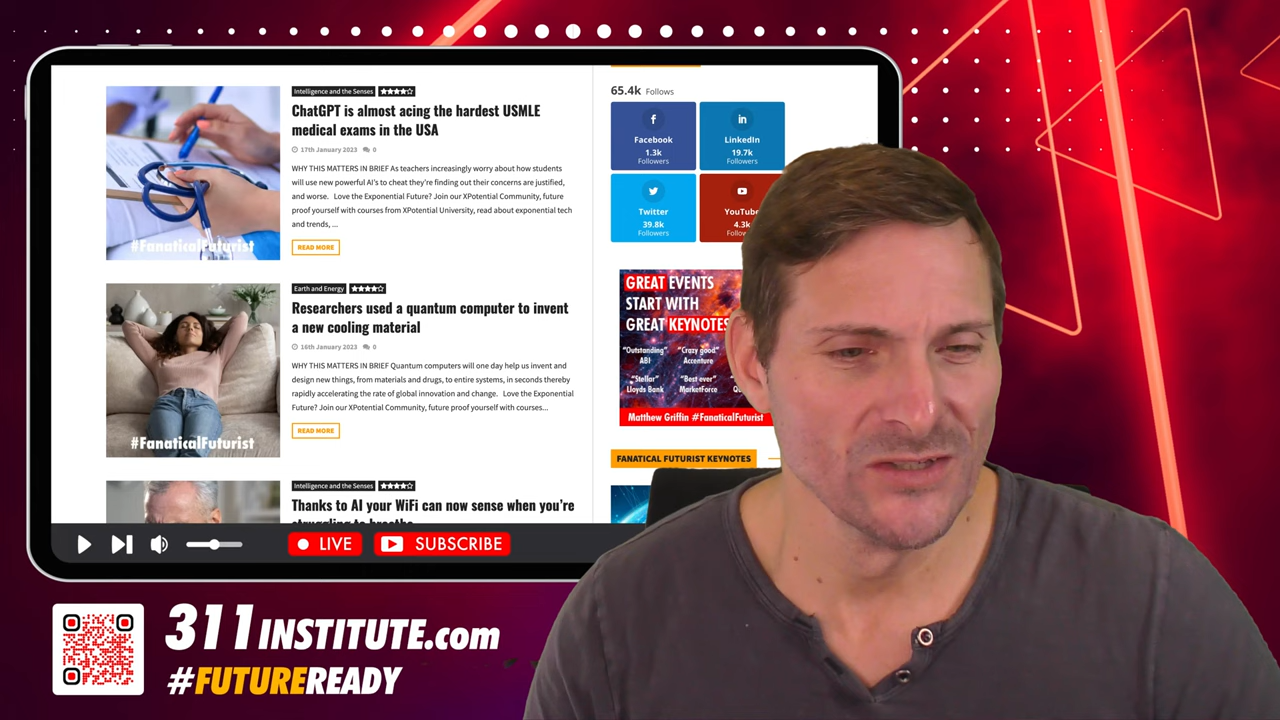 Intelligence and the Senses
ChatGPT is almost acing the hardest USMLE
medical exams in the USA
17th January 2023 0
WHY THIS MATTERS IN BRIEF As teachers increasingly worry about how students
will use new powerful AI's to cheat they're finding out their concerns are justified,
and worse. Love the Exponential Future? Join our XPotential Community, future
proof yourself with courses from XPotential University, read about exponential tech
and trends, ...
READ MORE
#FanaticalFuturist
Earth and Energy
Researchers used a quantum computer to invent
a new cooling material
16th January 2023 0
WHY THIS MATTERS IN BRIEF Quantum computers will one day help us invent and
design new things, from materials and drugs, to entire systems, in seconds thereby
rapidly accelerating the rate of global innovation and change. Love the Exponential
Future? Join our XPotential Community, future proof yourself with courses...
READ MORE
#FanaticalFuturist
Intelligence and the Senses
Thanks to AI your WiFi can now sense when you're
struggling to breathe
65.4k Follows
Facebook
1.3k
Followers
LinkedIn
19.7k
Followers
Twitter
39.8k
Followers
YouTube
4.3k
GREAT EVENTS
START WITH
GREAT KEYNOTES
"Outstanding"
ABI
"Crazy good"
Accenture
"Stellar"
Lloyds Bank
"Best ever"
MarketForce
Matthew Griffin #FanaticalFuturist
FANATICAL FUTURIST KEYNOTES
LIVE
SUBSCRIBE
311INSTITUTE.com
#FUTUREREADY